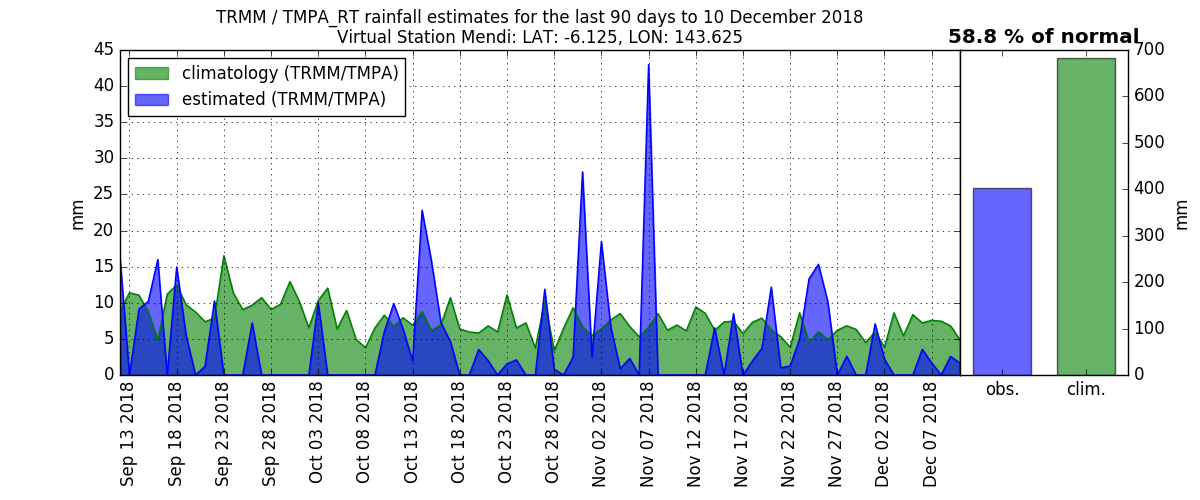 TRMM / TMPA_RT rainfall estimates for the last 90 days to 10 December 2018
Virtual Station Mendi: LAT: -6.125, LON: 143.625
58.8 % of normal
climatology (TRMM/TMPA)
estimated (TRMM/TMPA)
45
40
35
30
25
20
15
10
5
0
mm
Sep 13 2018
Sep 18 2018
Sep 23 2018
Sep 28 2018
Oct 03 2018
Oct 08 2018
Oct 13 2018
Oct 18 2018
Oct 23 2018
Oct 28 2018
Nov 02 2018
Nov 07 2018
Nov 12 2018
Nov 17 2018
Nov 22 2018
Nov 27 2018
Dec 02 2018
Dec 07 2018
obs.
clim.
700
600
500
400
300
200
100
0
mm